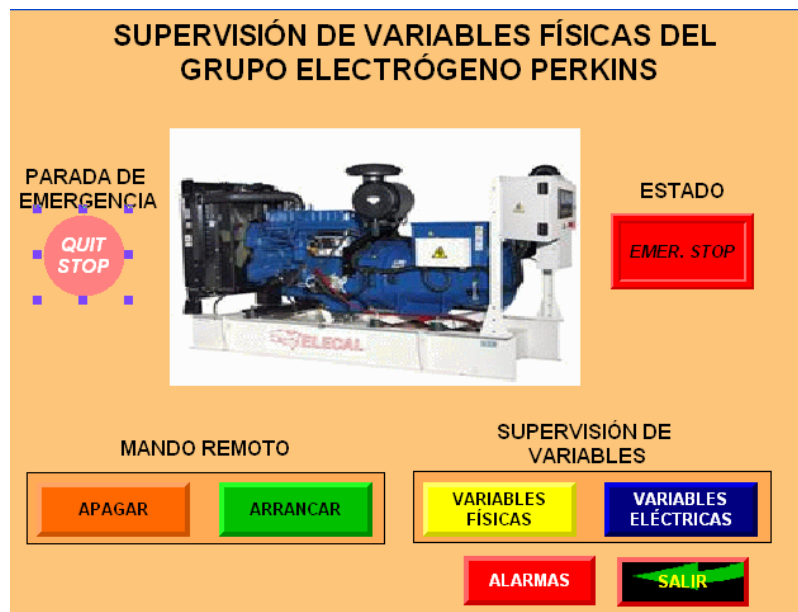 SUPERVISIÓN DE VARIABLES FÍSICAS DEL
GRUPO ELECTRÓGENO PERKINS
PARADA DE
EMERGENCIA
QUIT
STOP
ELECAL
ESTADO
EMER. STOP
MANDO REMOTO
APAGAR
ARRANCAR
SUPERVISIÓN DE
VARIABLES
VARIABLES
FÍSICAS
VARIABLES
ELÉCTRICAS
ALARMAS
SALIR